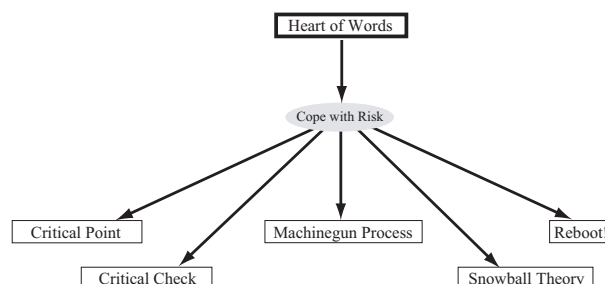 Heart of Words
Cope with Risk
Critical Point
Machinegun Process
Reboot!
Critical Check
Snowball Theory